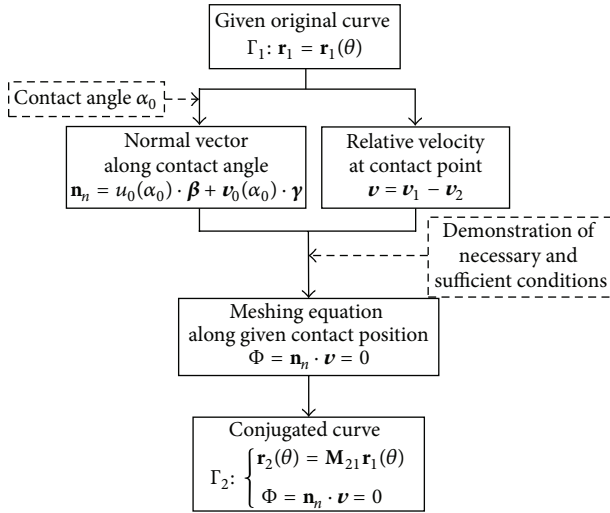 Given original curve
Γ₁: r₁ = r₁(θ)
Contact angle α₀
Normal vector
along contact angle
nₙ = u₀(α₀) · β + v₀(α₀) · γ
Relative velocity
at contact point
v = v₁ − v₂
Demonstration of
necessary and
sufficient conditions
Meshing equation
along given contact position
Φ = nₙ · v = 0
Conjugated curve
Γ₂: { r₂(θ) = M₂₁r₁(θ)
Φ = nₙ · v = 0